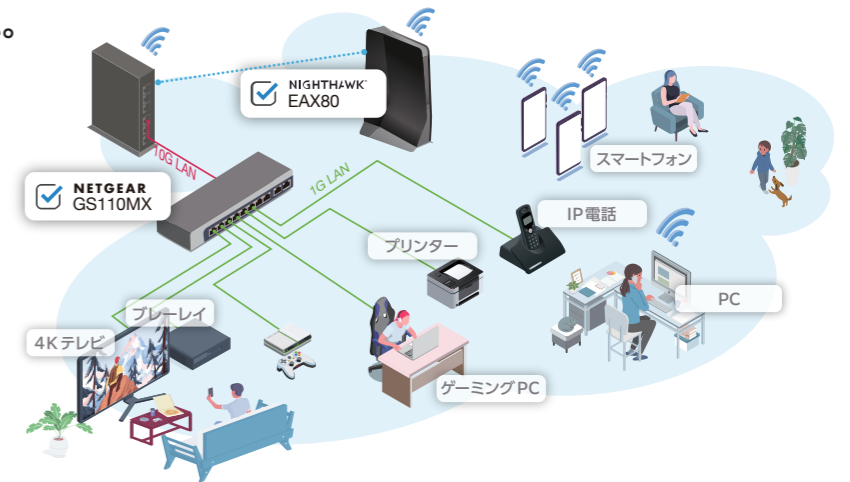 NIGHTHAWK
EAX80
10G LAN
NETGEAR
GS110MX
1G LAN
スマートフォン
IP電話
プリンター
PC
ブレーレイ
4Kテレビ
ゲーミングPC